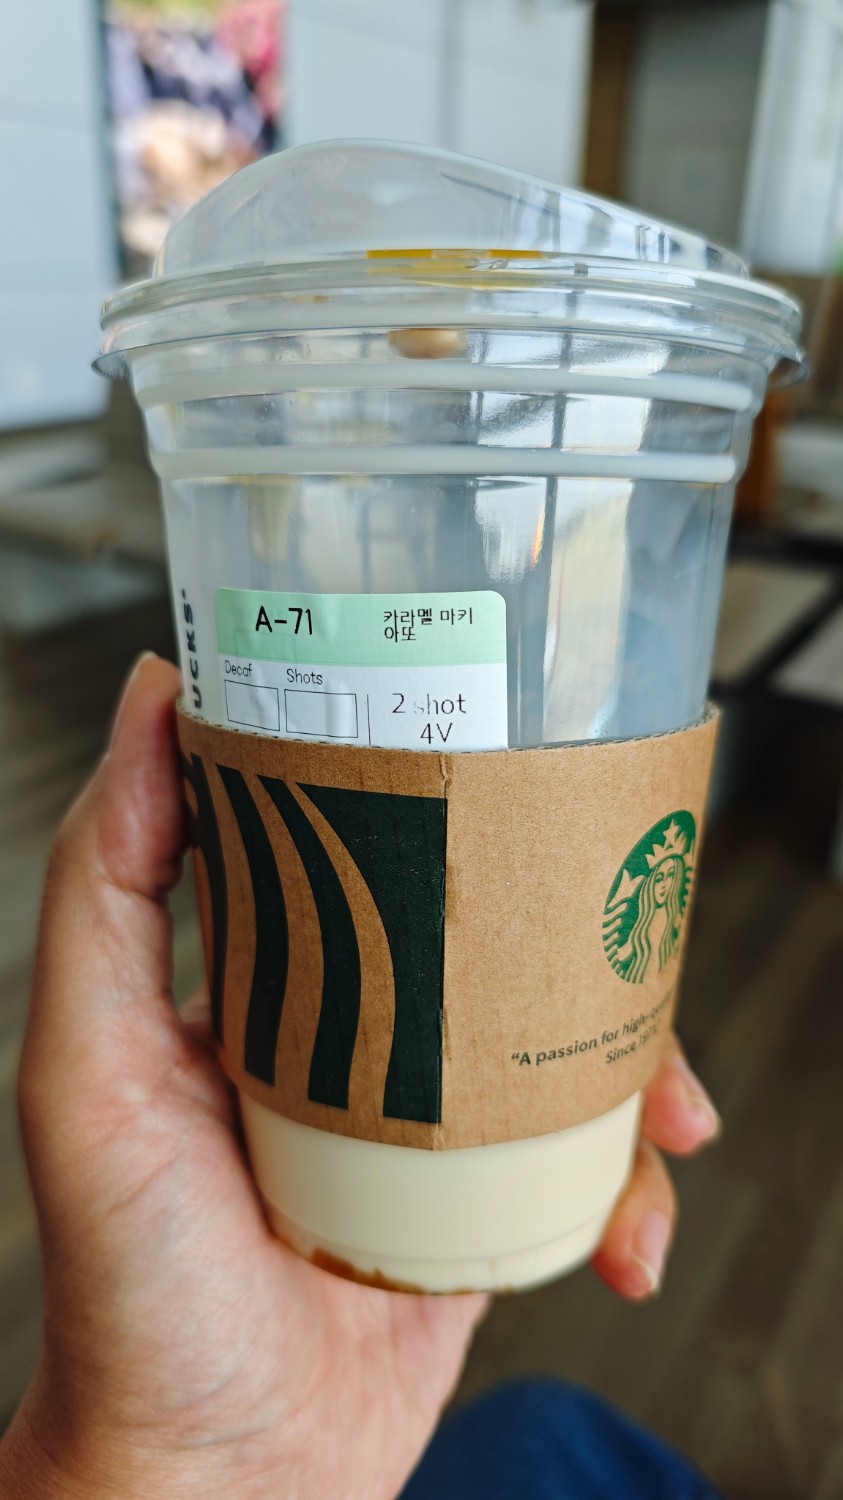 A-71
카라멜 마키
아또
Decaf
Shots
2 shot
4V
UCKS
"A passion for high-
Since 1971."